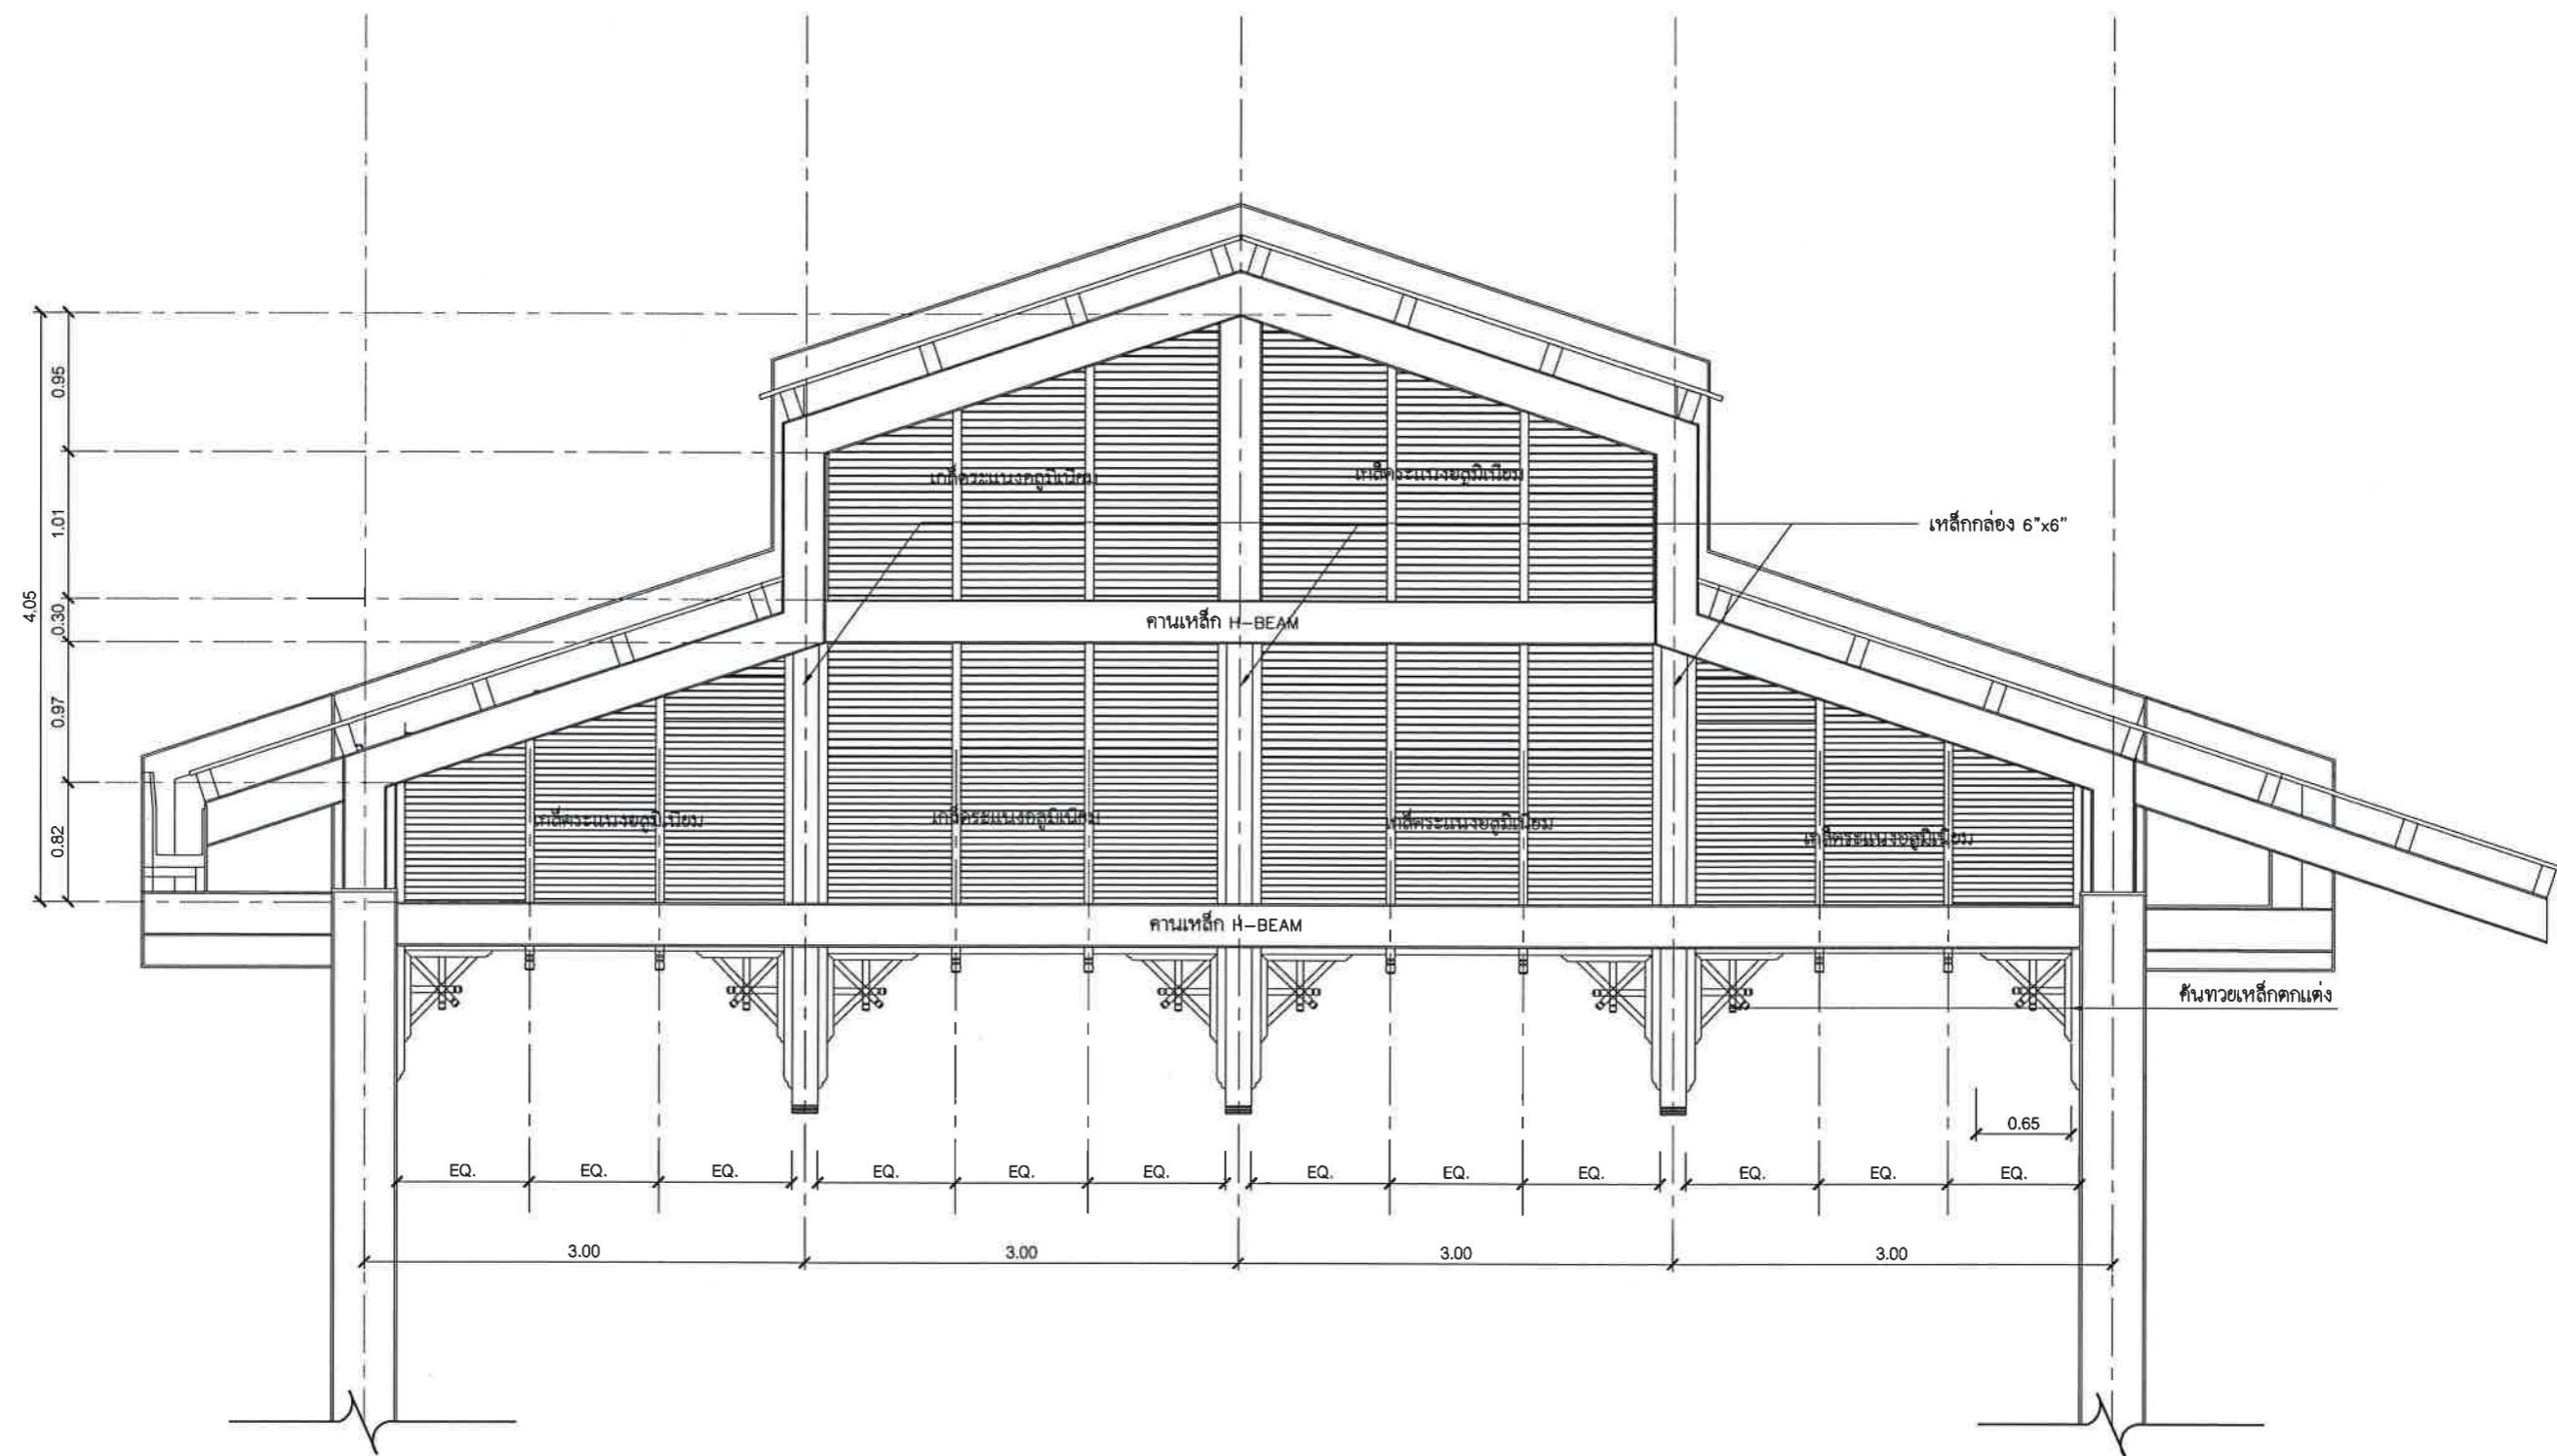 0.95
เกล็ดระแนงอลูมิเนียม
เกล็ดระแนงอลูมิเนียม
1.01
เหล็กกล่อง 6"x6"
4.05
0.30
คานเหล็ก H-BEAM
0.97
0.82
เกล็ดระแนงอลูมิเนียม
เกล็ดระแนงอลูมิเนียม
เกล็ดระแนงอลูมิเนียม
เกล็ดระแนงอลูมิเนียม
คานเหล็ก H-BEAM
คันทวยเหล็กตกแต่ง
0.65
EQ. EQ. EQ. EQ. EQ. EQ. EQ. EQ. EQ. EQ. EQ. EQ.
3.00 3.00 3.00 3.00